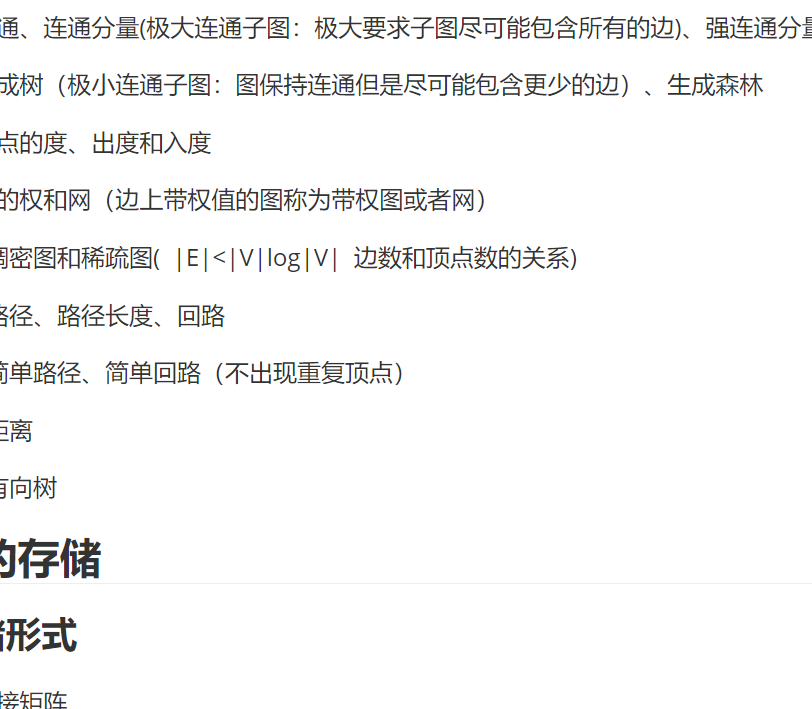 通、连通分量(极大连通子图：极大要求子图尽可能包含所有的边)、强连通分量
成树（极小连通子图：图保持连通但是尽可能包含更少的边）、生成森林
点的度、出度和入度
的权和网（边上带权值的图称为带权图或者网）
稠密图和稀疏图( |E|<|V|log|V| 边数和顶点数的关系)
路径、路径长度、回路
简单路径、简单回路（不出现重复顶点）
距离
有向树
的存储
储形式
接矩阵